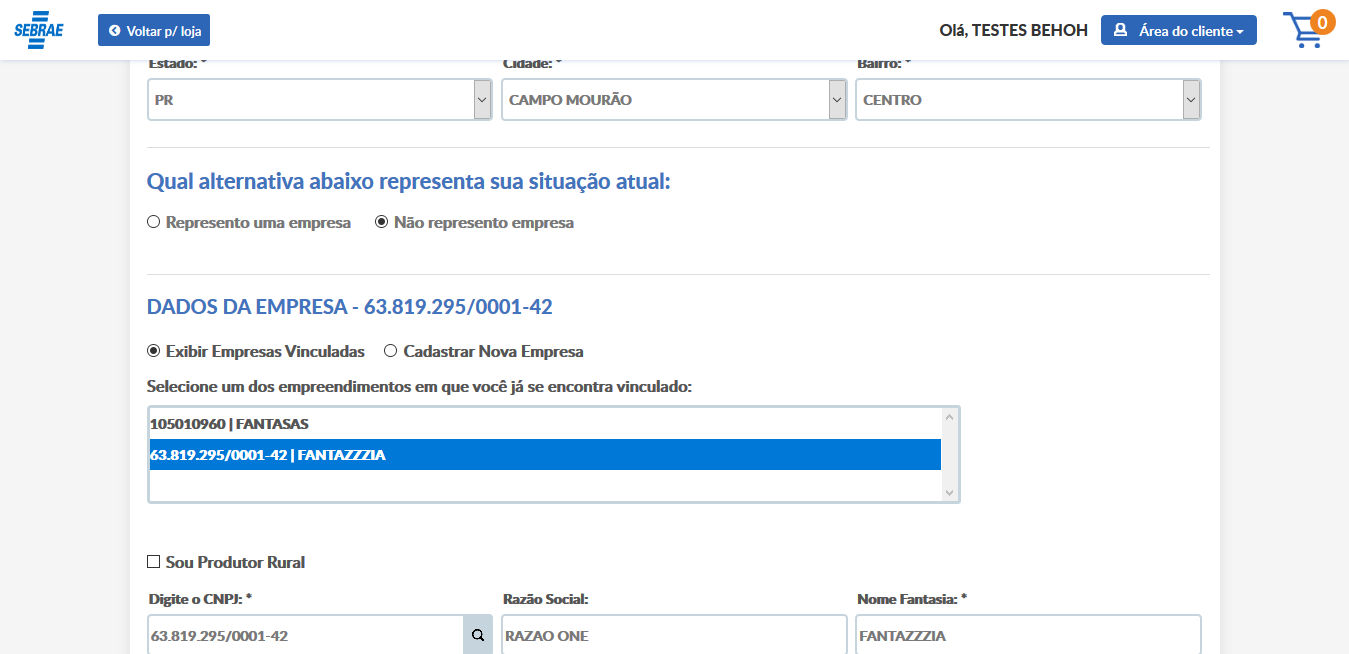 SEBRAE
Voltar p/ loja
Olá, TESTES BEHOH
Área do cliente
0
Estado: *
Cidade: *
Bairro: *
PR
CAMPO MOURÃO
CENTRO
Qual alternativa abaixo representa sua situação atual:
Represento uma empresa
Não represento empresa
DADOS DA EMPRESA - 63.819.295/0001-42
Exibir Empresas Vinculadas
Cadastrar Nova Empresa
Selecione um dos empreendimentos em que você já se encontra vinculado:
105010960 | FANTASAS
63.819.295/0001-42 | FANTAZZZIA
Sou Produtor Rural
Digite o CNPJ: *
Razão Social:
Nome Fantasia: *
63.819.295/0001-42
RAZAO ONE
FANTAZZZIA